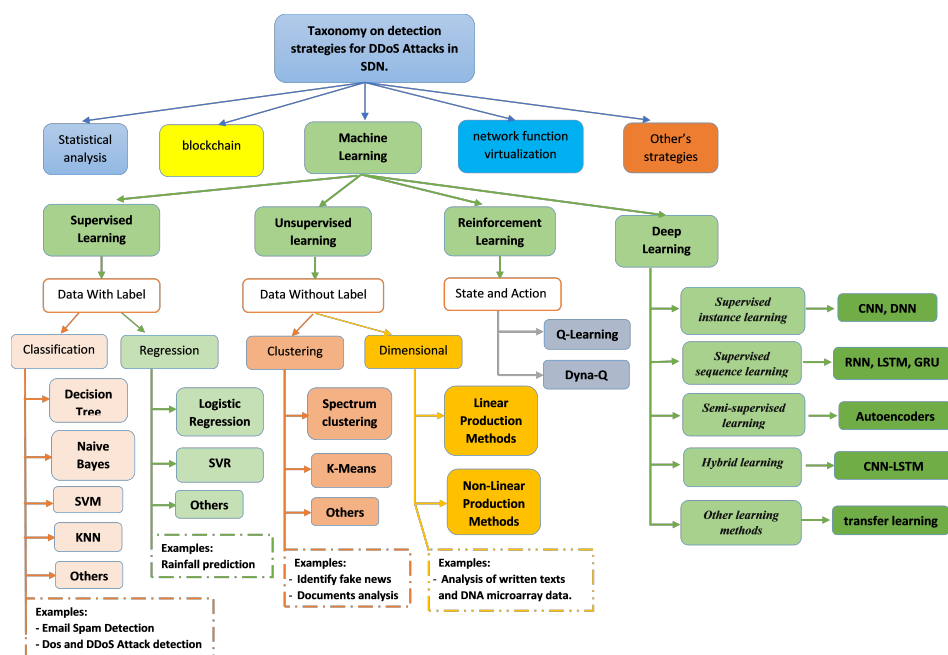 Taxonomy on detection
strategies for DDoS Attacks in
SDN.
Statistical
analysis
blockchain
Machine
Learning
network function
virtualization
Other's
strategies
Supervised
Learning
Unsupervised
learning
Reinforcement
Learning
Deep
Learning
Data With Label
Data Without Label
State and Action
Classification
Regression
Clustering
Dimensional
Q-Learning
Dyna-Q
Decision
Tree
Naive
Bayes
SVM
KNN
Others
Logistic
Regression
SVR
Others
Spectrum
clustering
K-Means
Others
Linear
Production
Methods
Non-Linear
Production
Methods
Supervised
instance learning
CNN, DNN
Supervised
sequence learning
RNN, LSTM, GRU
Semi-supervised
learning
Autoencoders
Hybrid learning
CNN-LSTM
Other learning
methods
transfer learning
Examples:
Rainfall prediction
Examples:
- Identify fake news
- Documents analysis
Examples:
- Analysis of written texts
and DNA microarray data.
Examples:
- Email Spam Detection
- Dos and DDoS Attack detection